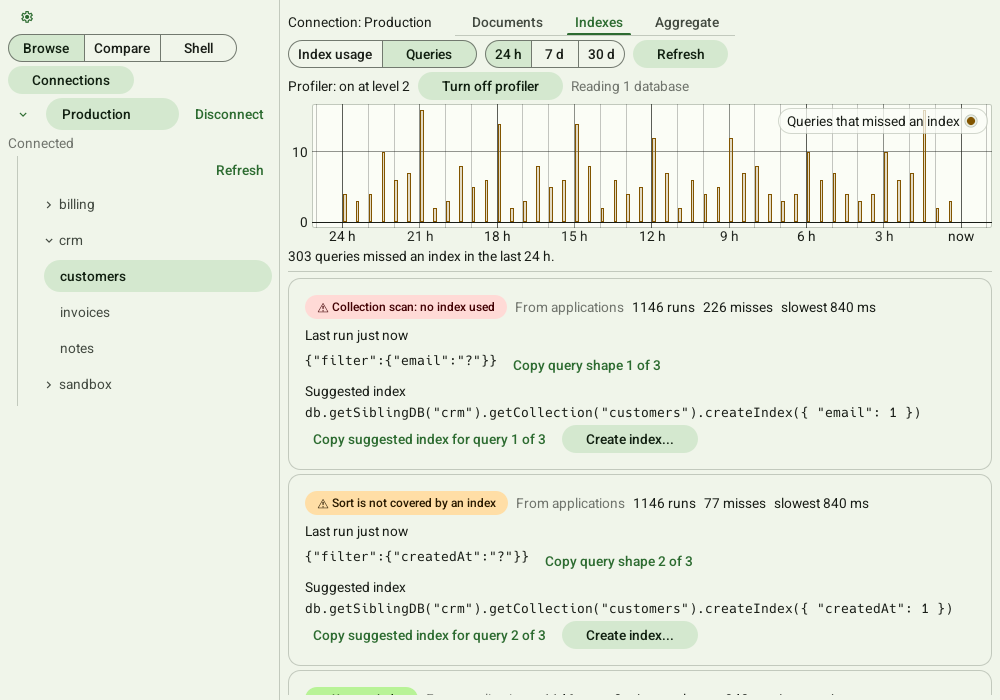 Browse Compare Shell
Connections
Production Disconnect
Connected
Refresh
billing
crm
customers
invoices
notes
sandbox
Connection: Production Documents Indexes Aggregate
Index usage Queries 24 h 7 d 30 d Refresh
Profiler: on at level 2 Turn off profiler Reading 1 database
Queries that missed an index
10
0
24 h 21 h 18 h 15 h 12 h 9 h 6 h 3 h now
303 queries missed an index in the last 24 h.
⚠ Collection scan: no index used From applications 1146 runs 226 misses slowest 840 ms
Last run just now
{"filter":{"email":"?"}} Copy query shape 1 of 3
Suggested index
db.getSiblingDB("crm").getCollection("customers").createIndex({ "email": 1 })
Copy suggested index for query 1 of 3 Create index...
⚠ Sort is not covered by an index From applications 1146 runs 77 misses slowest 840 ms
Last run just now
{"filter":{"createdAt":"?"}} Copy query shape 2 of 3
Suggested index
db.getSiblingDB("crm").getCollection("customers").createIndex({ "createdAt": 1 })
Copy suggested index for query 2 of 3 Create index...